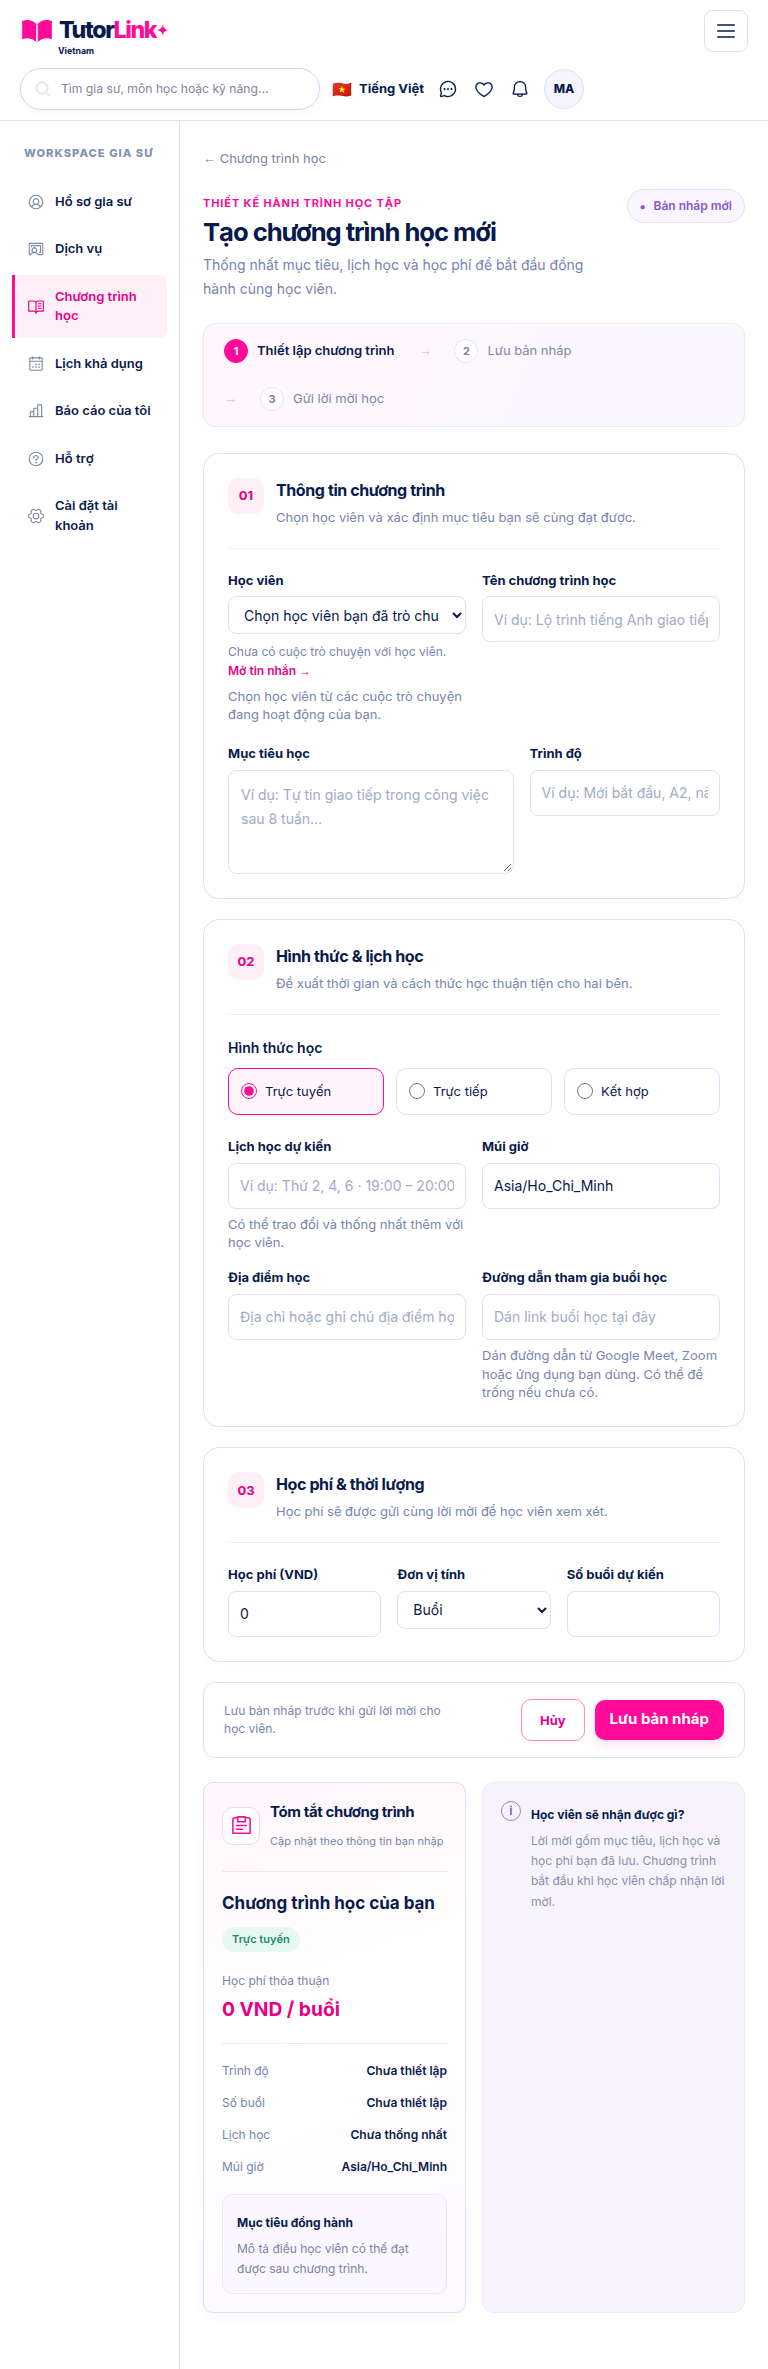 TutorLink
Vietnam
Tìm gia sư, môn học hoặc kỹ năng...
Tiếng Việt
MA
WORKSPACE GIA SƯ
Hồ sơ gia sư
Dịch vụ
Chương trình
học
Lịch khả dụng
Báo cáo của tôi
Hỗ trợ
Cài đặt tài
khoản
← Chương trình học
THIẾT KẾ HÀNH TRÌNH HỌC TẬP
Tạo chương trình học mới
Thống nhất mục tiêu, lịch học và học phí để bắt đầu đồng
hành cùng học viên.
• Bản nháp mới
1 Thiết lập chương trình → 2 Lưu bản nháp
→ 3 Gửi lời mời học
01 Thông tin chương trình
Chọn học viên và xác định mục tiêu bạn sẽ cùng đạt được.
Học viên
Chọn học viên bạn đã trò chu
Chưa có cuộc trò chuyện với học viên.
Mở tin nhắn →
Chọn học viên từ các cuộc trò chuyện
đang hoạt động của bạn.
Tên chương trình học
Ví dụ: Lộ trình tiếng Anh giao tiếp
Mục tiêu học
Ví dụ: Tự tin giao tiếp trong công việc
sau 8 tuần...
Trình độ
Ví dụ: Mới bắt đầu, A2, nâ
02 Hình thức & lịch học
Đề xuất thời gian và cách thức học thuận tiện cho hai bên.
Hình thức học
Trực tuyến
Trực tiếp
Kết hợp
Lịch học dự kiến
Ví dụ: Thứ 2, 4, 6 · 19:00 – 20:00
Có thể trao đổi và thống nhất thêm với
học viên.
Múi giờ
Asia/Ho_Chi_Minh
Địa điểm học
Địa chỉ hoặc ghi chú địa điểm họ
Đường dẫn tham gia buổi học
Dán link buổi học tại đây
Dán đường dẫn từ Google Meet, Zoom
hoặc ứng dụng bạn dùng. Có thể để
trống nếu chưa có.
03 Học phí & thời lượng
Học phí sẽ được gửi cùng lời mời để học viên xem xét.
Học phí (VND)
0
Đơn vị tính
Buổi
Số buổi dự kiến
Lưu bản nháp trước khi gửi lời mời cho
học viên.
Hủy
Lưu bản nháp
Tóm tắt chương trình
Cập nhật theo thông tin bạn nhập
Chương trình học của bạn
Trực tuyến
Học phí thỏa thuận
0 VND / buổi
Trình độ Chưa thiết lập
Số buổi Chưa thiết lập
Lịch học Chưa thống nhất
Múi giờ Asia/Ho_Chi_Minh
Mục tiêu đồng hành
Mô tả điều học viên có thể đạt
được sau chương trình.
i Học viên sẽ nhận được gì?
Lời mời gồm mục tiêu, lịch học và
học phí bạn đã lưu. Chương trình
bắt đầu khi học viên chấp nhận lời
mời.